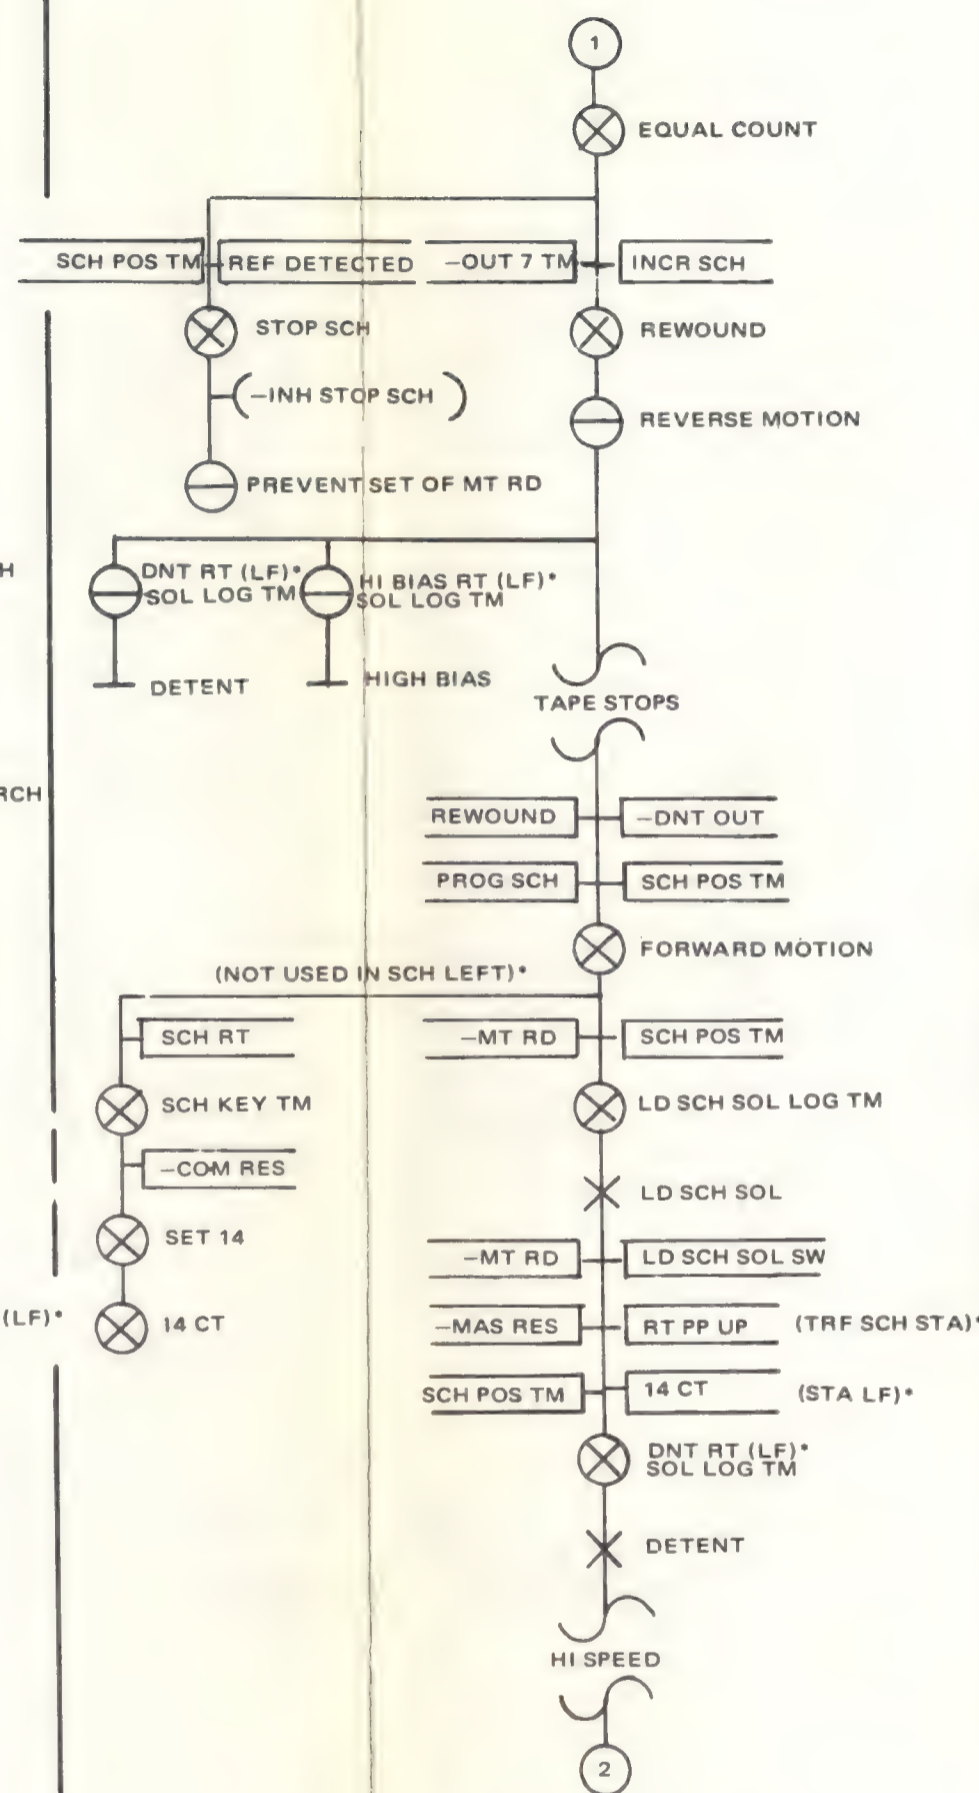 1
EQUAL COUNT
SCH POS TM
REF DETECTED
−OUT 7 TM
INCR SCH
STOP SCH
REWOUND
(−INH STOP SCH)
REVERSE MOTION
PREVENT SET OF MT RD
H
DNT RT (LF)*
SOL LOG TM
HI BIAS RT (LF)*
SOL LOG TM
DETENT
HIGH BIAS
TAPE STOPS
RCH
REWOUND
−DNT OUT
PROG SCH
SCH POS TM
FORWARD MOTION
(NOT USED IN SCH LEFT)*
SCH RT
−MT RD
SCH POS TM
SCH KEY TM
LD SCH SOL LOG TM
−COM RES
LD SCH SOL
SET 14
−MT RD
LD SCH SOL SW
(LF)*
14 CT
−MAS RES
RT PP UP
(TRF SCH STA)*
SCH POS TM
14 CT
(STA LF)*
DNT RT (LF)*
SOL LOG TM
DETENT
HI SPEED
2